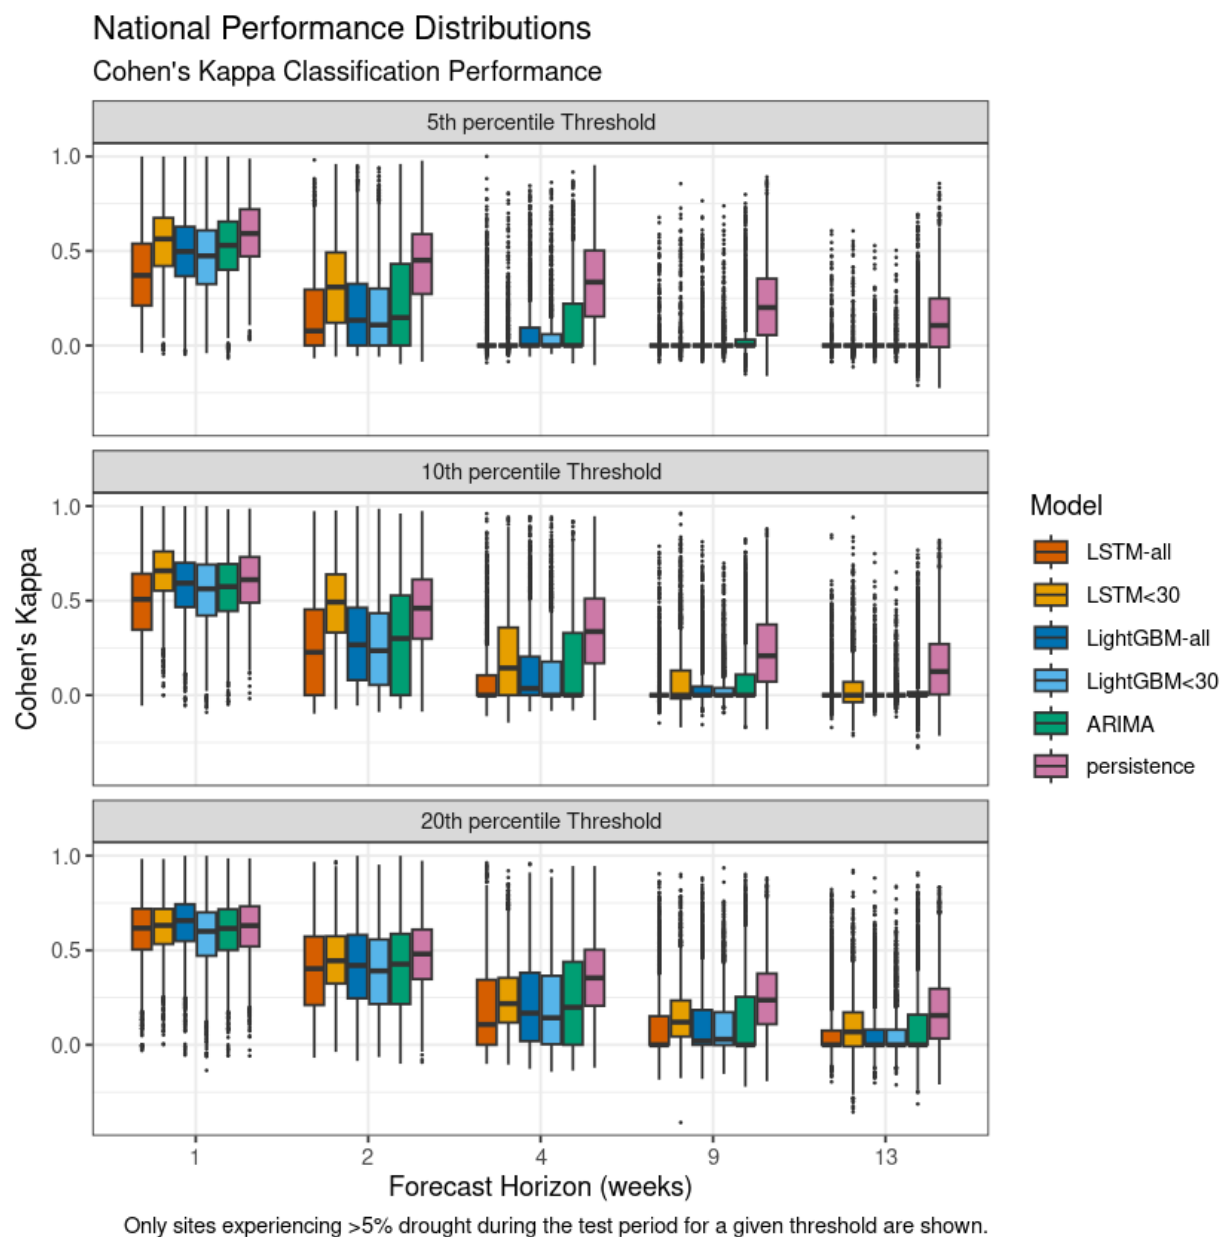 National Performance Distributions
Cohen's Kappa Classification Performance
5th percentile Threshold
1.0
0.5
0.0
10th percentile Threshold
1.0
0.5
0.0
20th percentile Threshold
1.0
0.5
0.0
Cohen's Kappa
1 2 4 9 13
Forecast Horizon (weeks)
Only sites experiencing >5% drought during the test period for a given threshold are shown.
Model
LSTM-all
LSTM<30
LightGBM-all
LightGBM<30
ARIMA
persistence